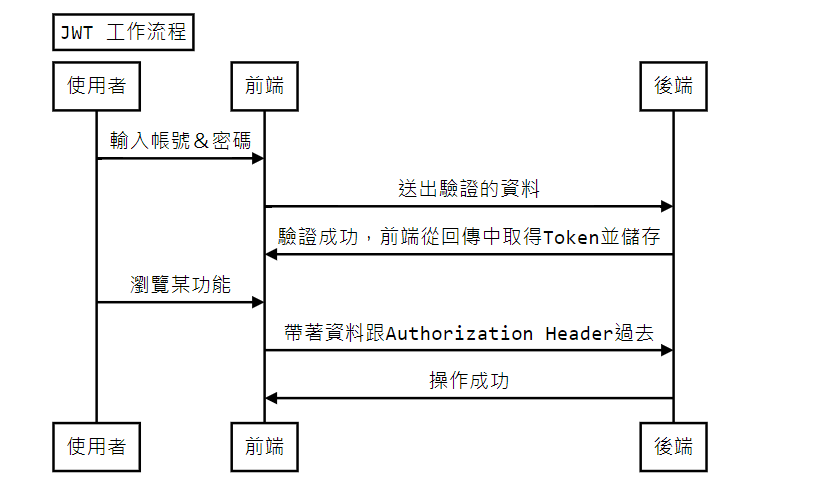 JWT 工作流程
使用者 前端 後端
輸入帳號＆密碼
送出驗證的資料
驗證成功，前端從回傳中取得Token並儲存
瀏覽某功能
帶著資料跟Authorization Header過去
操作成功
使用者 前端 後端